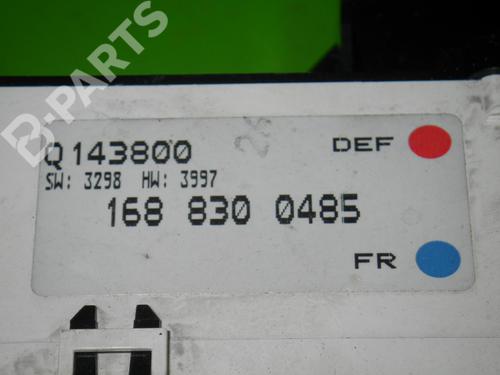 B-PARTS
Q143800
DEF
SW: 3298 HW: 3997
168 830 0485
FR